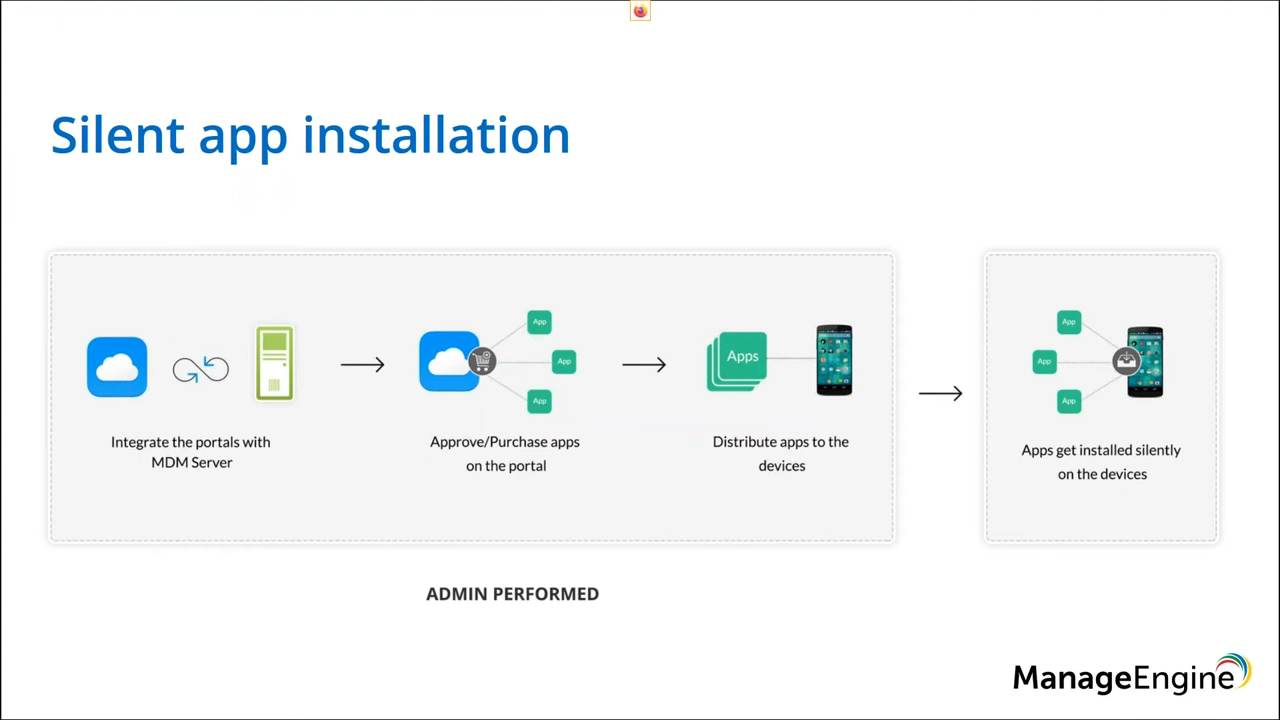 Silent app installation
App
App
App
Apps
Integrate the portals with
MDM Server
Approve/Purchase apps
on the portal
Distribute apps to the
devices
App
App
App
Apps get installed silently
on the devices
ADMIN PERFORMED
ManageEngine